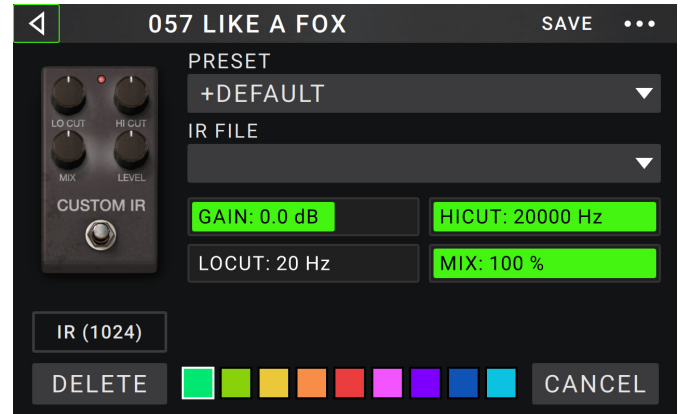 057 LIKE A FOX
SAVE
PRESET
+DEFAULT
IR FILE
LO CUT HI CUT
MIX LEVEL
CUSTOM IR
GAIN: 0.0 dB
HICUT: 20000 Hz
LOCUT: 20 Hz
MIX: 100 %
IR (1024)
DELETE
CANCEL